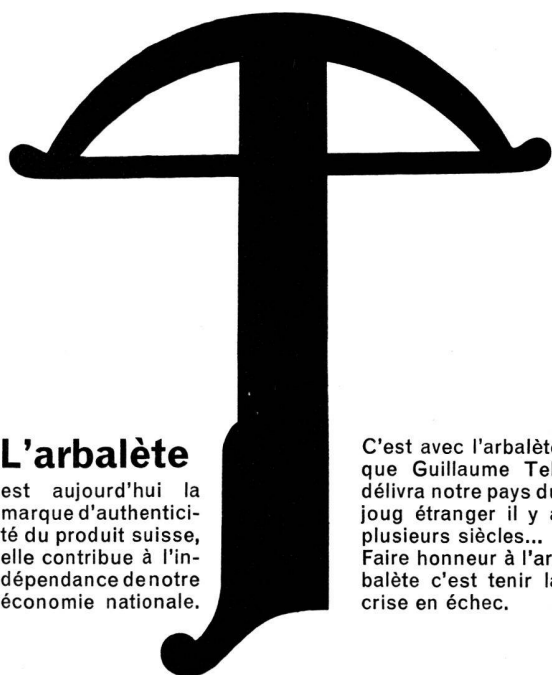 L'arbalète
est aujourd'hui la
marque d'authentici-
té du produit suisse,
elle contribue à l'in-
dépendance de notre
économie nationale.
C'est avec l'arbalète
que Guillaume Tel
délivra notre pays du
joug étranger il y a
plusieurs siècles...
Faire honneur à l'ar
balète c'est tenir la
crise en échec.